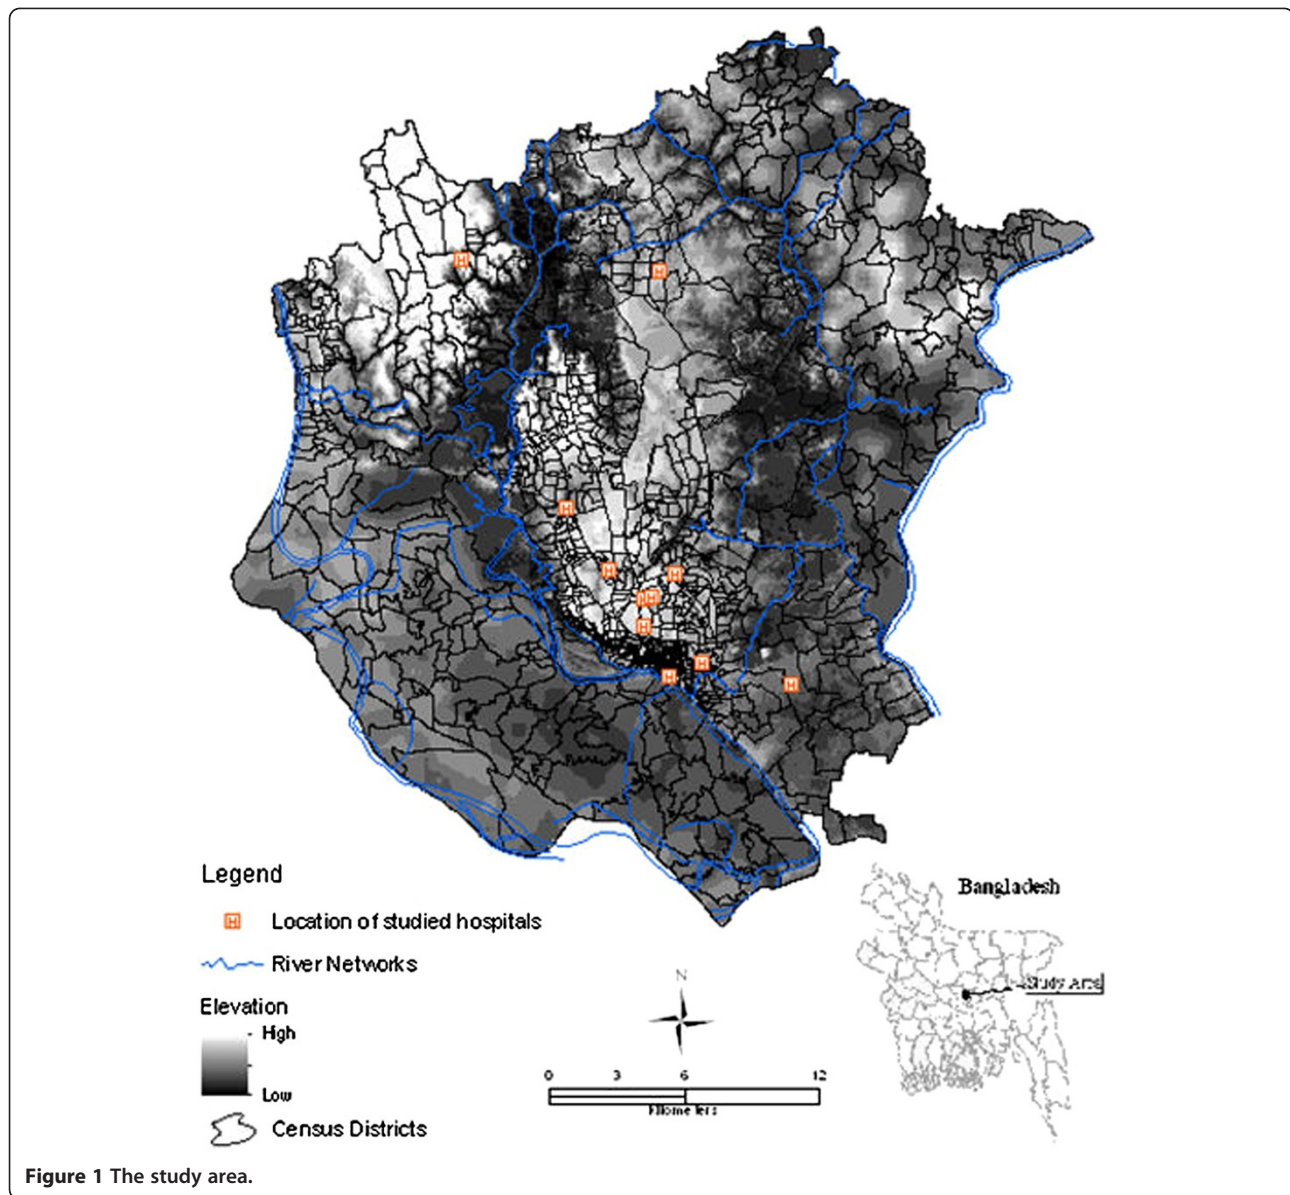 Legend
H Location of studied hospitals
River Networks
Elevation
High
Low
Census Districts
N
0 3 6 12
Kilometers
Bangladesh
Study Area
Figure 1 The study area.